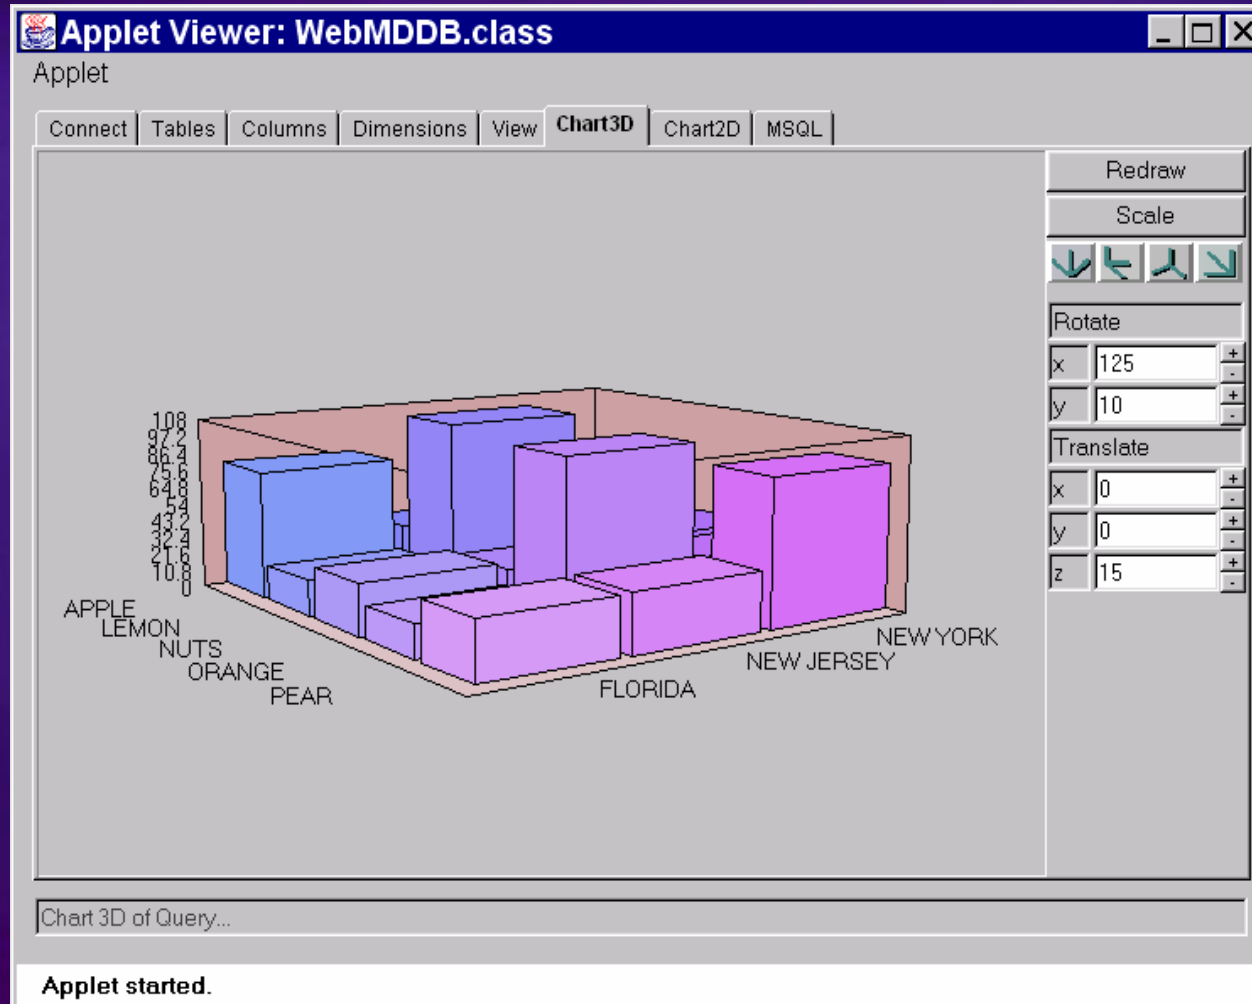 Applet Viewer: WebMDDB.class
Applet
Connect Tables Columns Dimensions View Chart3D Chart2D MSQL
Redraw
Scale
Rotate
x 125 + -
y 10 + -
Translate
x 0 + -
y 0 + -
z 15 + -
108
97.2
86.4
75.6
64.8
54
43.2
32.4
21.6
10.8
0
APPLE
LEMON
NUTS
ORANGE
PEAR
FLORIDA
NEW JERSEY
NEW YORK
Chart 3D of Query...
Applet started.